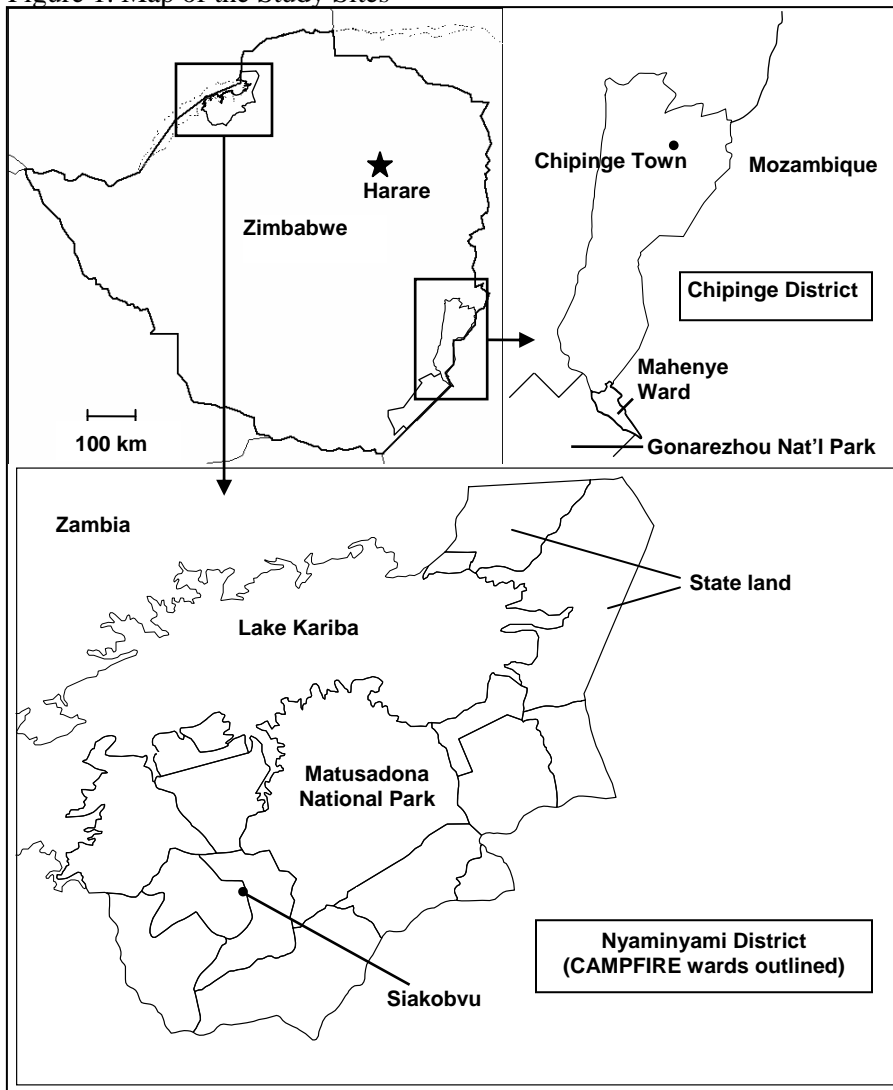 Figure 1: Map of the Study Sites
Harare
Zimbabwe
100 km
Chipinge Town
Mozambique
Chipinge District
Mahenye
Ward
Gonarezhou Nat'l Park
Zambia
State land
Lake Kariba
Matusadona
National Park
Nyaminyami District
(CAMPFIRE wards outlined)
Siakobvu